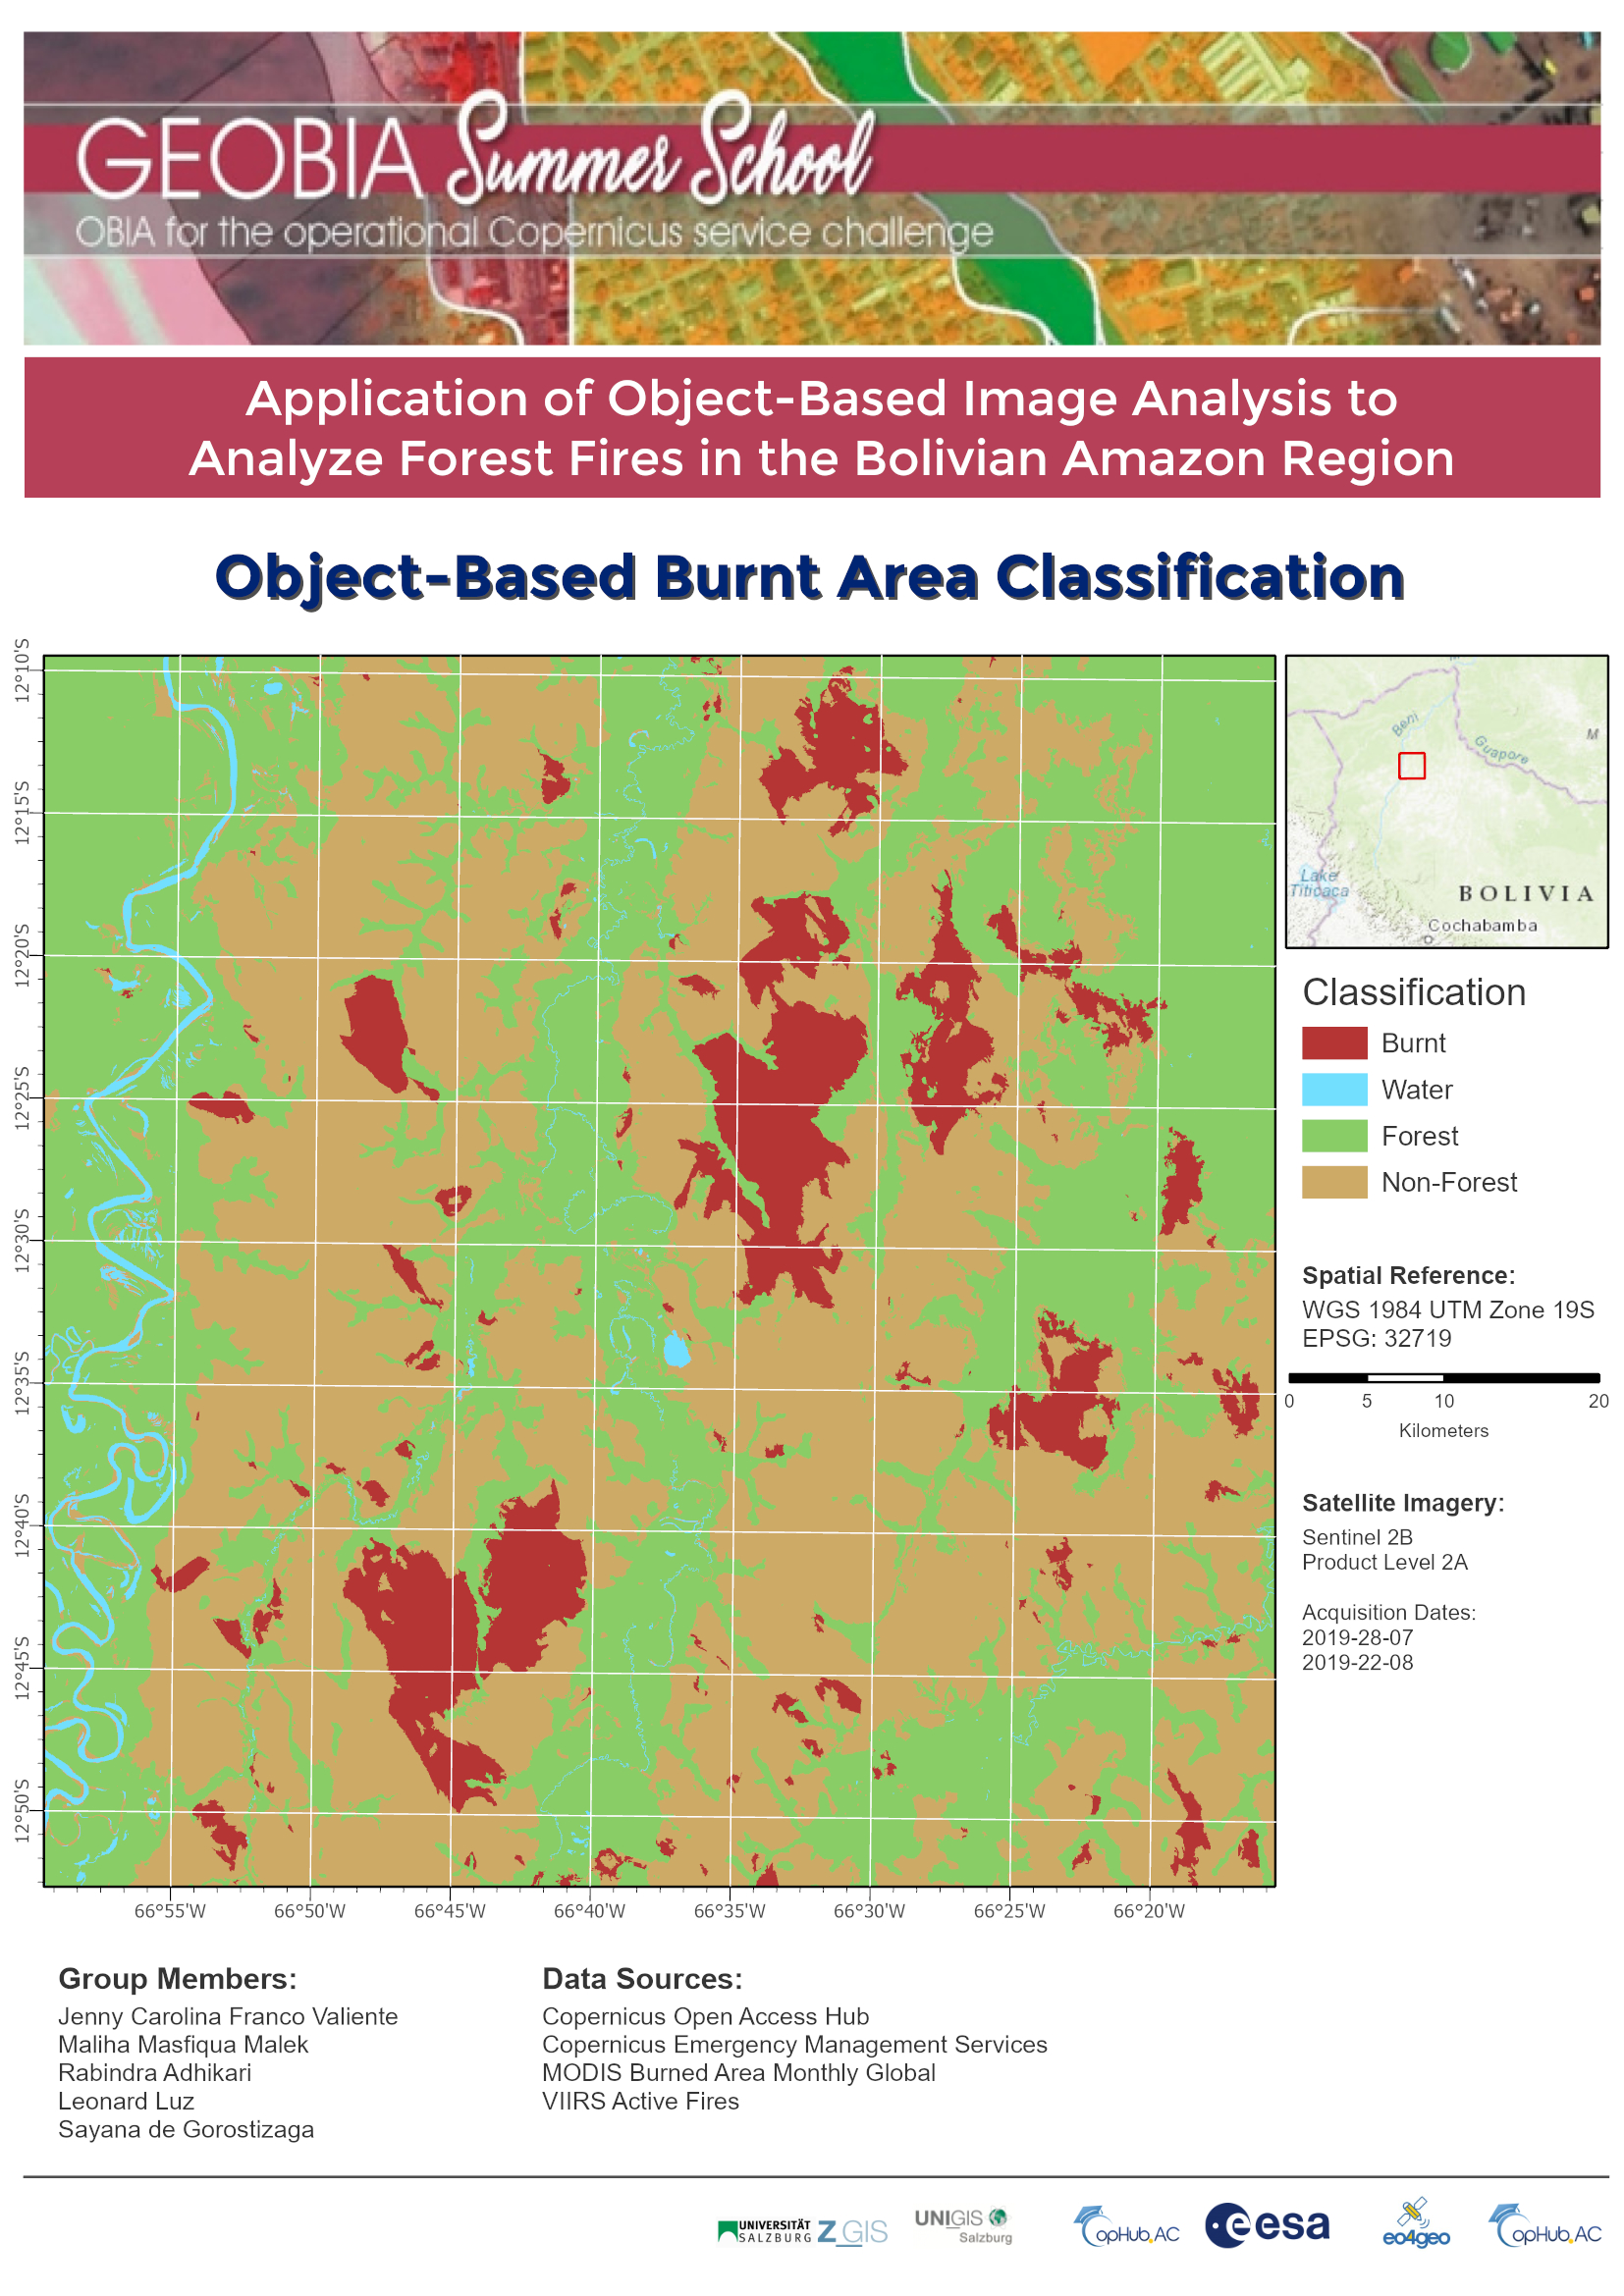 GEOBIA Summer School
OBIA for the operational Copernicus service challenge
Application of Object-Based Image Analysis to
Analyze Forest Fires in the Bolivian Amazon Region
Object-Based Burnt Area Classification
12°10'S
12°15'S
12°20'S
12°25'S
12°30'S
12°35'S
12°40'S
12°45'S
12°50'S
66°55'W
66°50'W
66°45'W
66°40'W
66°35'W
66°30'W
66°25'W
66°20'W
Beni
Guapore
M
Lake
Titicaca
BOLIVIA
Cochabamba
Classification
Burnt
Water
Forest
Non-Forest
Spatial Reference:
WGS 1984 UTM Zone 19S
EPSG: 32719
0 5 10 20
Kilometers
Satellite Imagery:
Sentinel 2B
Product Level 2A
Acquisition Dates:
2019-28-07
2019-22-08
Group Members:
Jenny Carolina Franco Valiente
Maliha Masfiqua Malek
Rabindra Adhikari
Leonard Luz
Sayana de Gorostizaga
Data Sources:
Copernicus Open Access Hub
Copernicus Emergency Management Services
MODIS Burned Area Monthly Global
VIIRS Active Fires
UNIVERSITÄT
SALZBURG
Z_GIS
UNIGIS
Salzburg
CopHub.AC
esa
eo4geo
CopHub.AC